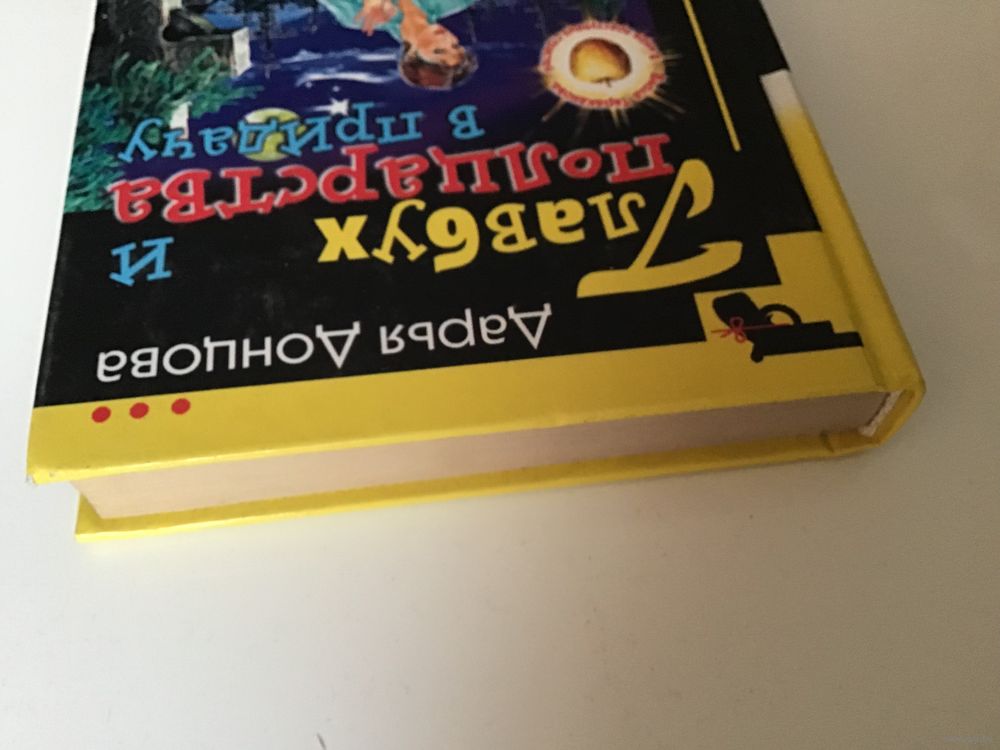 Дарья Донцова
Главбух и
полцарства
в придачу